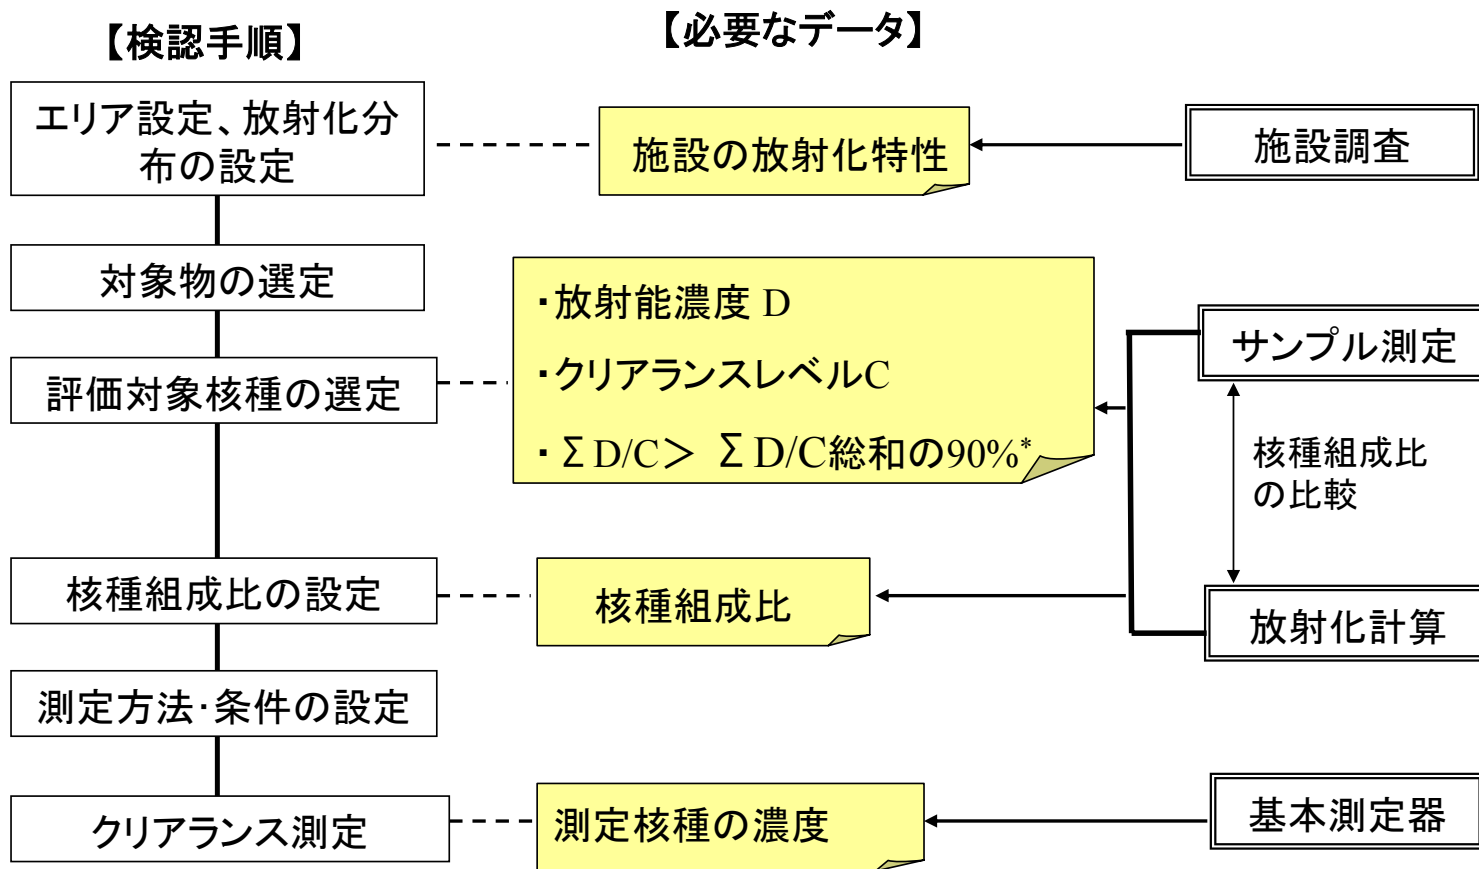 【検認手順】
【必要なデータ】
エリア設定、放射化分
布の設定
施設の放射化特性
施設調査
対象物の選定
・放射能濃度 D
・クリアランスレベルC
・Σ D/C＞ Σ D/C総和の90%*
サンプル測定
評価対象核種の選定
核種組成比
の比較
核種組成比の設定
核種組成比
放射化計算
測定方法・条件の設定
クリアランス測定
測定核種の濃度
基本測定器